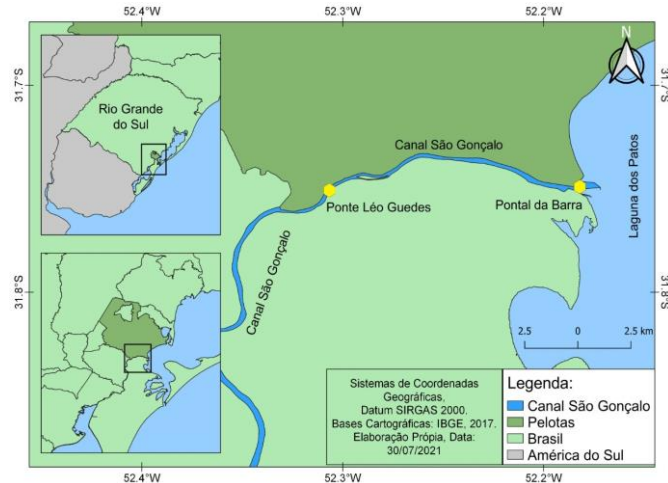 52.4°W
52.3°W
52.2°W
N
31.7°S
31.7°S
Rio Grande
do Sul
Canal São Gonçalo
Ponte Léo Guedes
Pontal da Barra
Laguna dos Patos
Canal São Gonçalo
31.8°S
31.8°S
2.5
0
2.5 km
Sistemas de Coordenadas
Geográficas.
Datum SIRGAS 2000.
Bases Cartográficas: IBGE, 2017.
Elaboração Própia, Data:
30/07/2021
Legenda:
Canal São Gonçalo
Pelotas
Brasil
América do Sul
52.4°W
52.3°W
52.2°W